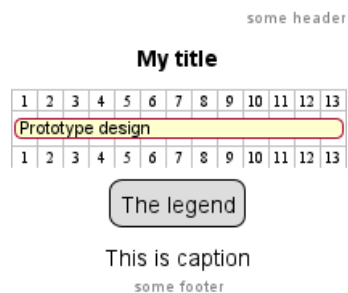 some header
My title
1 2 3 4 5 6 7 8 9 10 11 12 13
Prototype design
1 2 3 4 5 6 7 8 9 10 11 12 13
The legend
This is caption
some footer